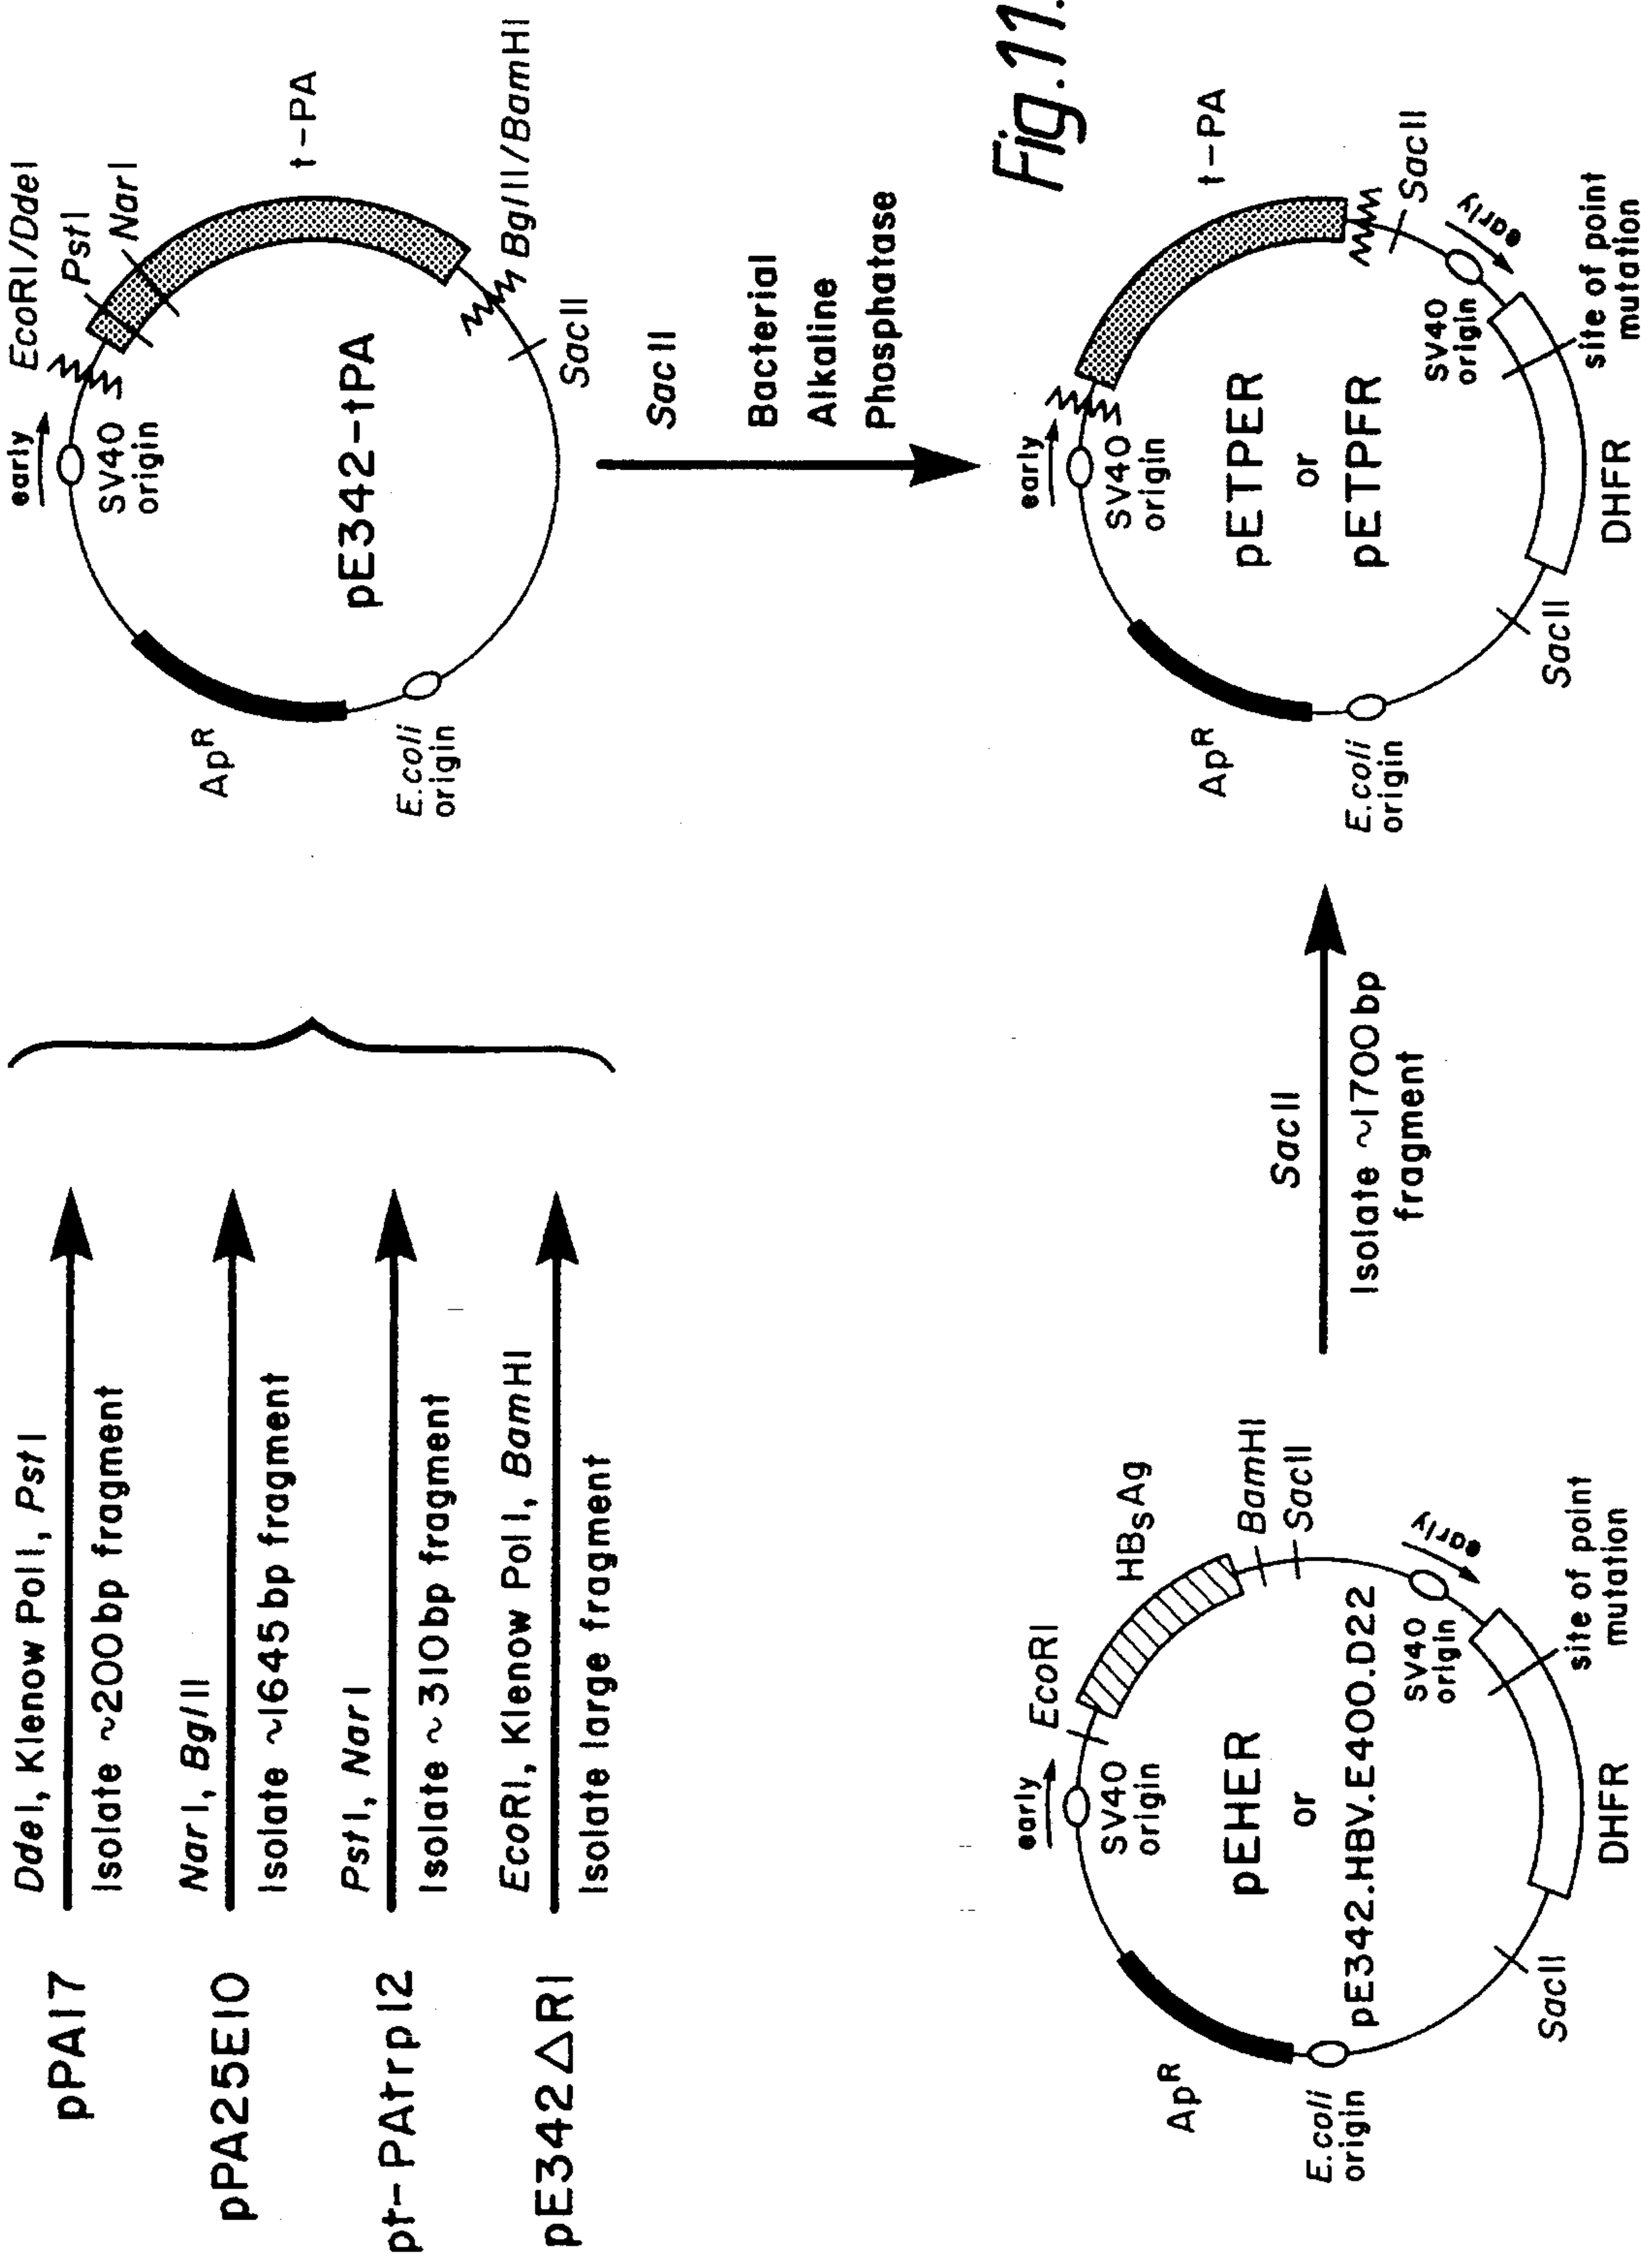 pPA17
DdeI, Klenow Pol I, PstI
Isolate ~200bp fragment
pPA25E10
NarI, BglII
Isolate ~1645bp fragment
pt-PAtrp12
PstI, NarI
Isolate ~310bp fragment
pE342ΔR1
EcoRI, Klenow Pol I, BamHI
Isolate large fragment
early
SV40
origin
EcoRI/DdeI
PstI
NarI
t-PA
BglII/BamHI
SacII
pE342-tPA
ApR
E.coli
origin
SacII
Bacterial
Alkaline
Phosphatase
Fig.11.
early
SV40
origin
EcoRI
HBsAg
BamHI
SacII
early
SV40
origin
site of point
mutation
DHFR
SacII
E.coli
origin
ApR
pEHER
or
pE342.HBV.E400.D22
SacII
Isolate ~1700bp
fragment
early
SV40
origin
t-PA
SacII
early
SV40
origin
site of point
mutation
DHFR
SacII
E.coli
origin
ApR
pETPER
or
pETPFR